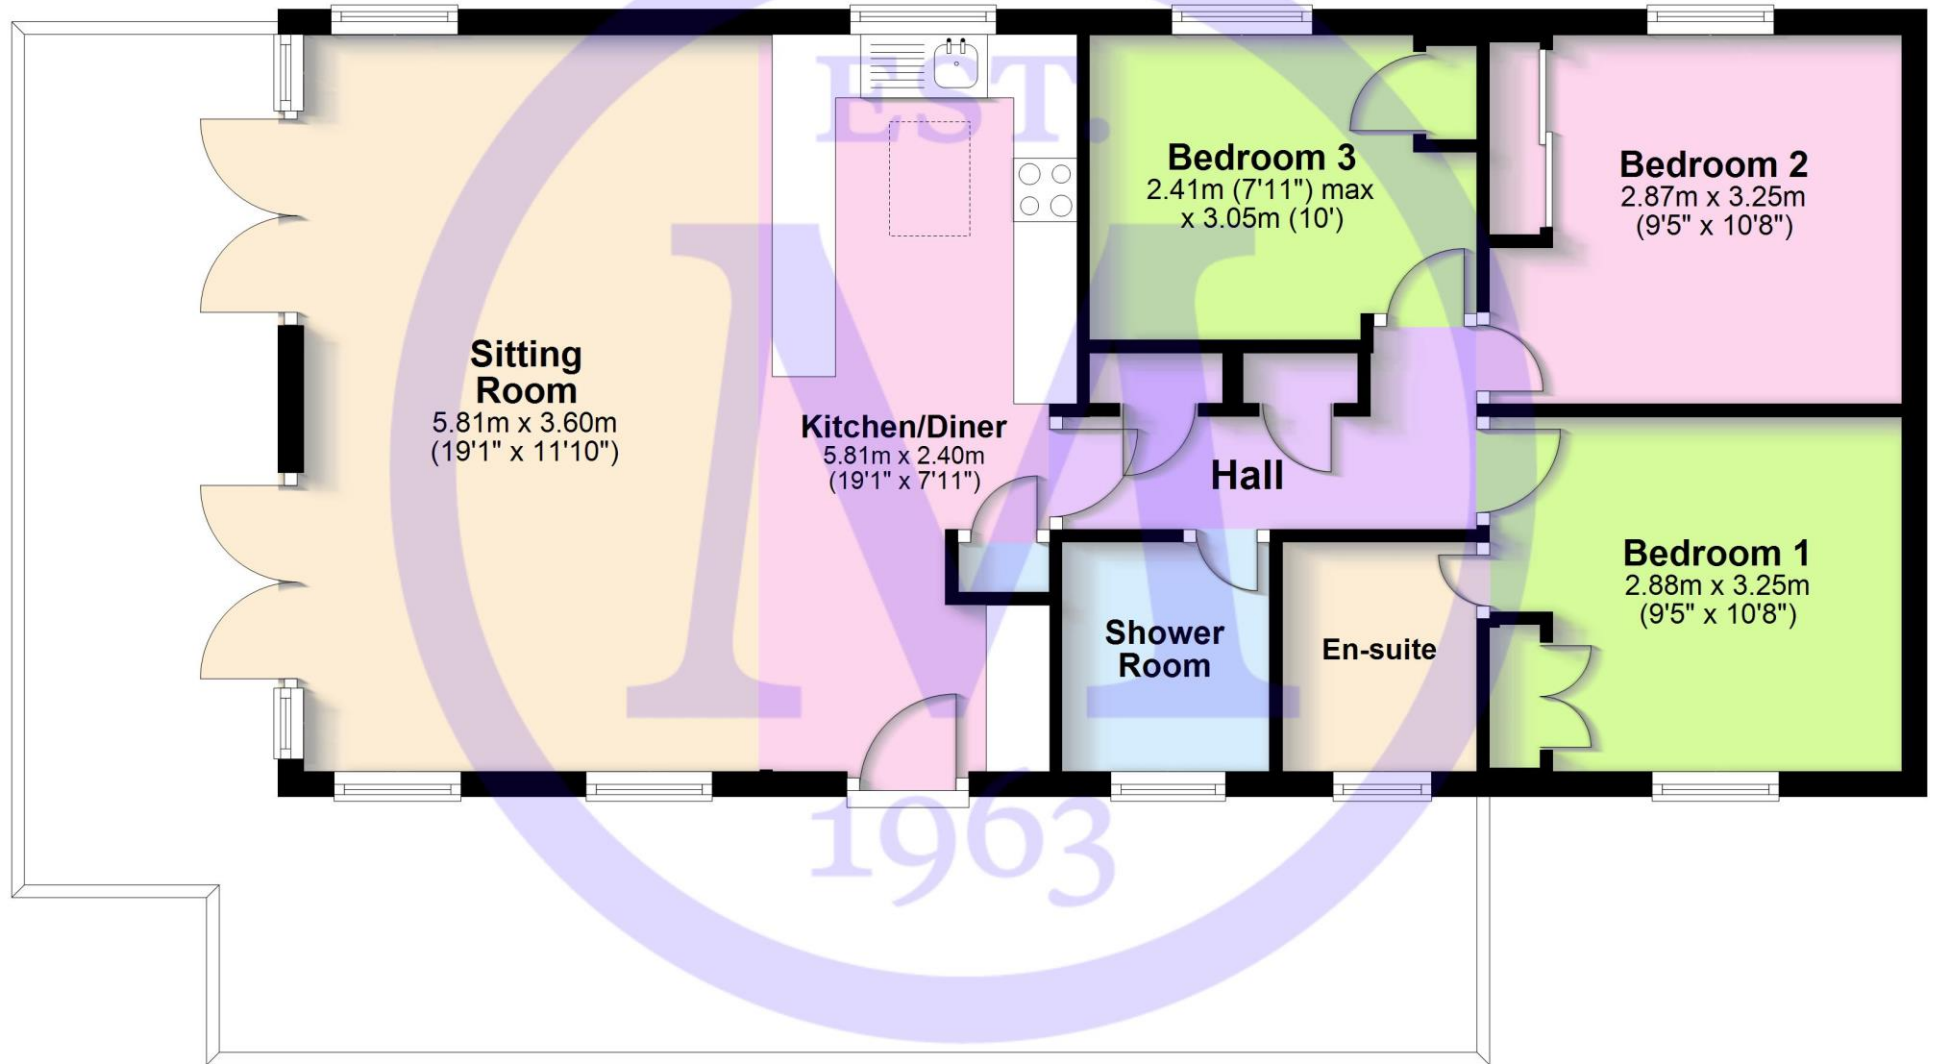 EST.
Bedroom 3
2.41m (7'11") max
x 3.05m (10')
Bedroom 2
2.87m x 3.25m
(9'5" x 10'8")
Sitting
Room
5.81m x 3.60m
(19'1" x 11'10")
Kitchen/Diner
5.81m x 2.40m
(19'1" x 7'11")
Hall
Bedroom 1
2.88m x 3.25m
(9'5" x 10'8")
Shower
Room
En-suite
M
1963